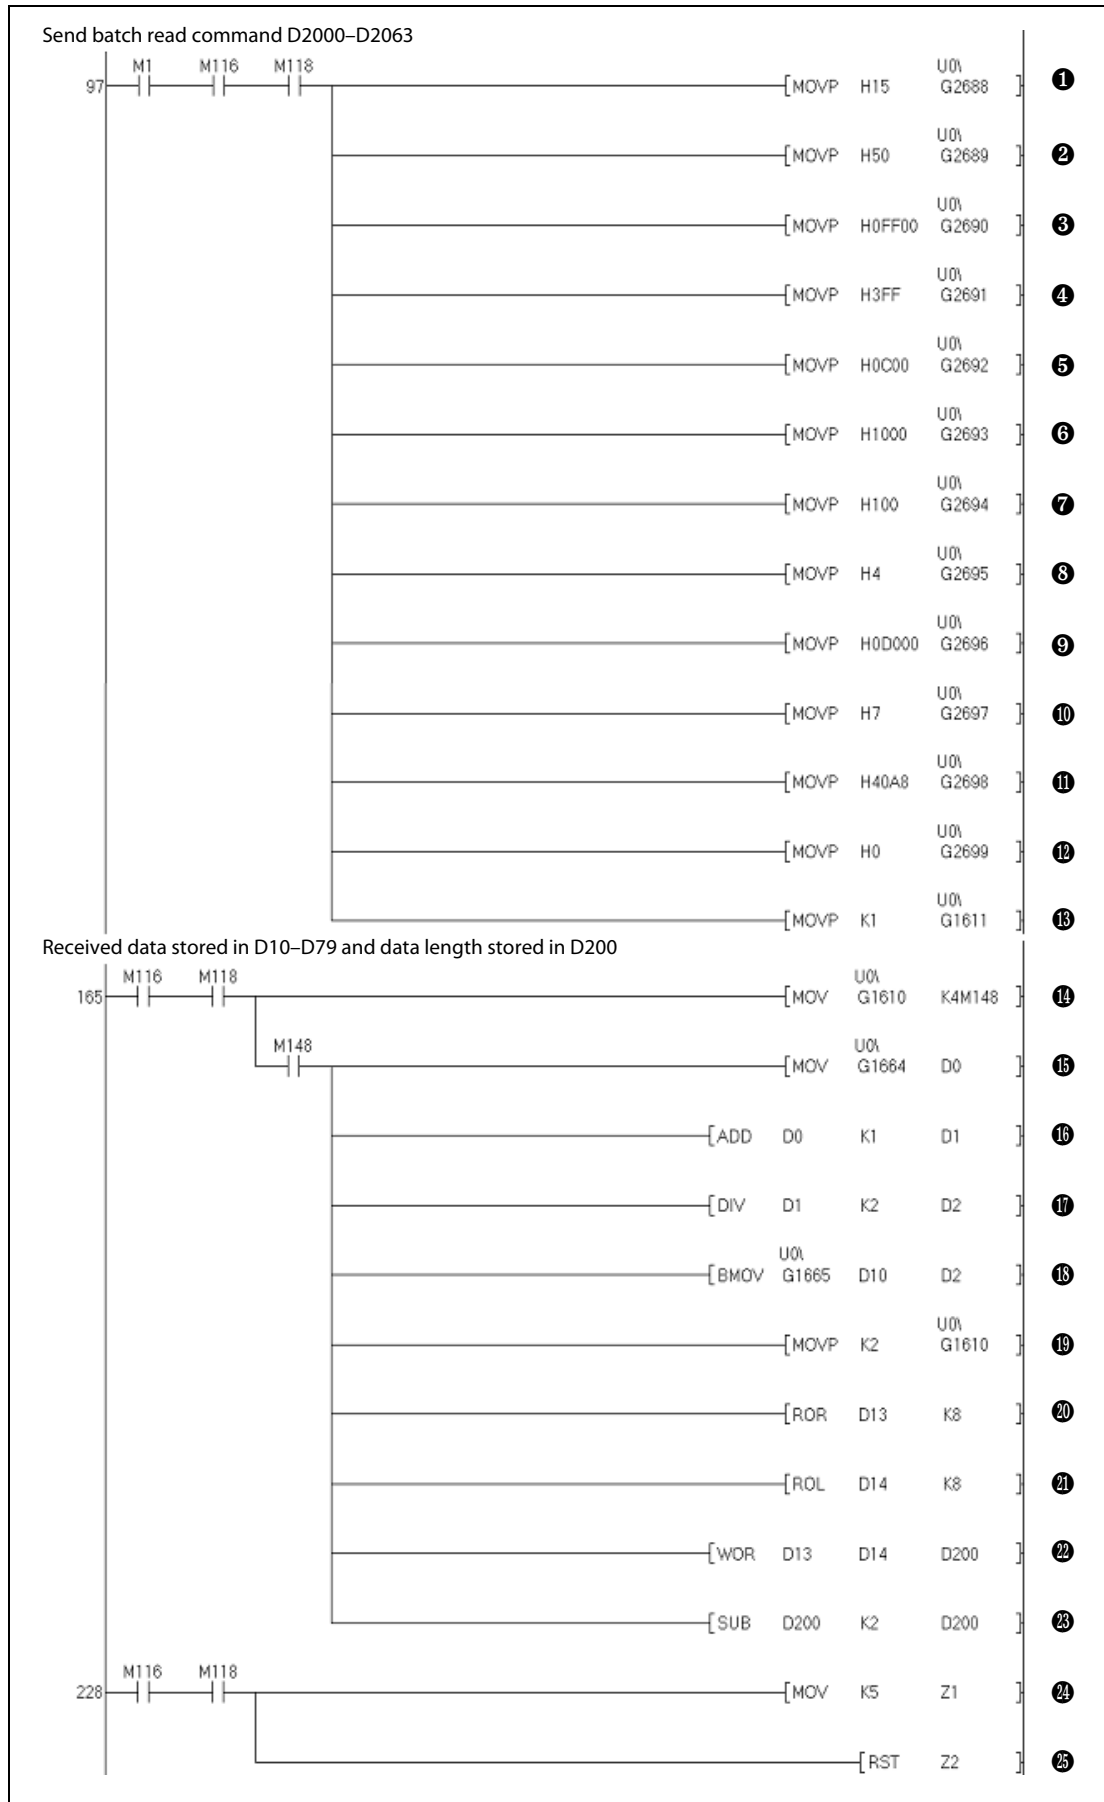 Send batch read command D2000–D2063
M1 M116 M118 U0\
97 MOVP H15 G2688 ❶
U0\
MOVP H50 G2689 ❷
U0\
MOVP H0FF00 G2690 ❸
U0\
MOVP H3FF G2691 ❹
U0\
MOVP H0C00 G2692 ❺
U0\
MOVP H1000 G2693 ❻
U0\
MOVP H100 G2694 ❼
U0\
MOVP H4 G2695 ❽
U0\
MOVP H0D000 G2696 ❾
U0\
MOVP H7 G2697 ❿
U0\
MOVP H40A8 G2698 ⓫
U0\
MOVP H0 G2699 ⓬
U0\
MOVP K1 G1611 ⓭
Received data stored in D10–D79 and data length stored in D200
M116 M118 U0\
165 MOV G1610 K4M148 ⓮
M148 U0\
MOV G1664 D0 ⓯
ADD D0 K1 D1 ⓰
DIV D1 K2 D2 ⓱
U0\
BMOV G1665 D10 D2 ⓲
U0\
MOVP K2 G1610 ⓳
ROR D13 K8 ⓴
ROL D14 K8 21
WOR D13 D14 D200 22
SUB D200 K2 D200 23
M116 M118
228 MOV K5 Z1 24
RST Z2 25